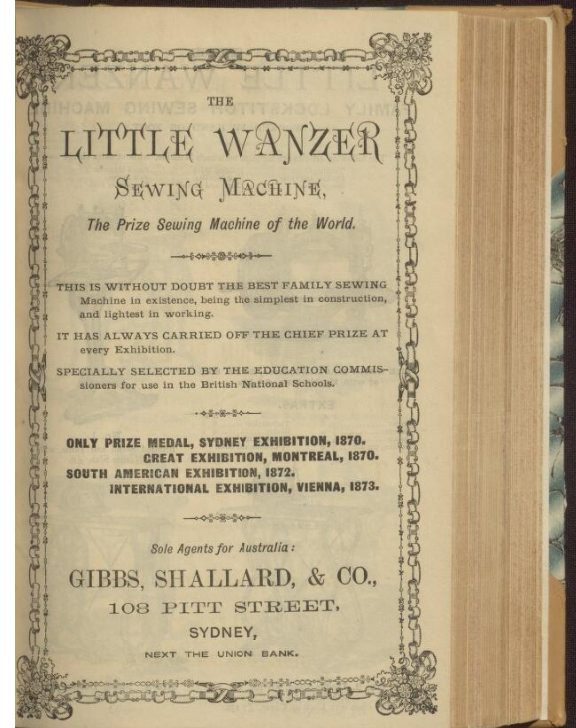 THE
LITTLE WANZER
SEWING MACHINE,
The Prize Sewing Machine of the World.
THIS IS WITHOUT DOUBT THE BEST FAMILY SEWING
Machine in existence, being the simplest in construction,
and lightest in working.
IT HAS ALWAYS CARRIED OFF THE CHIEF PRIZE AT
every Exhibition.
SPECIALLY SELECTED BY THE EDUCATION COMMIS-
sioners for use in the British National Schools.
ONLY PRIZE MEDAL, SYDNEY EXHIBITION, 1870.
GREAT EXHIBITION, MONTREAL, 1870.
SOUTH AMERICAN EXHIBITION, 1872.
INTERNATIONAL EXHIBITION, VIENNA, 1873.
Sole Agents for Australia:
GIBBS, SHALLARD, & CO.,
108 PITT STREET,
SYDNEY,
NEXT THE UNION BANK.